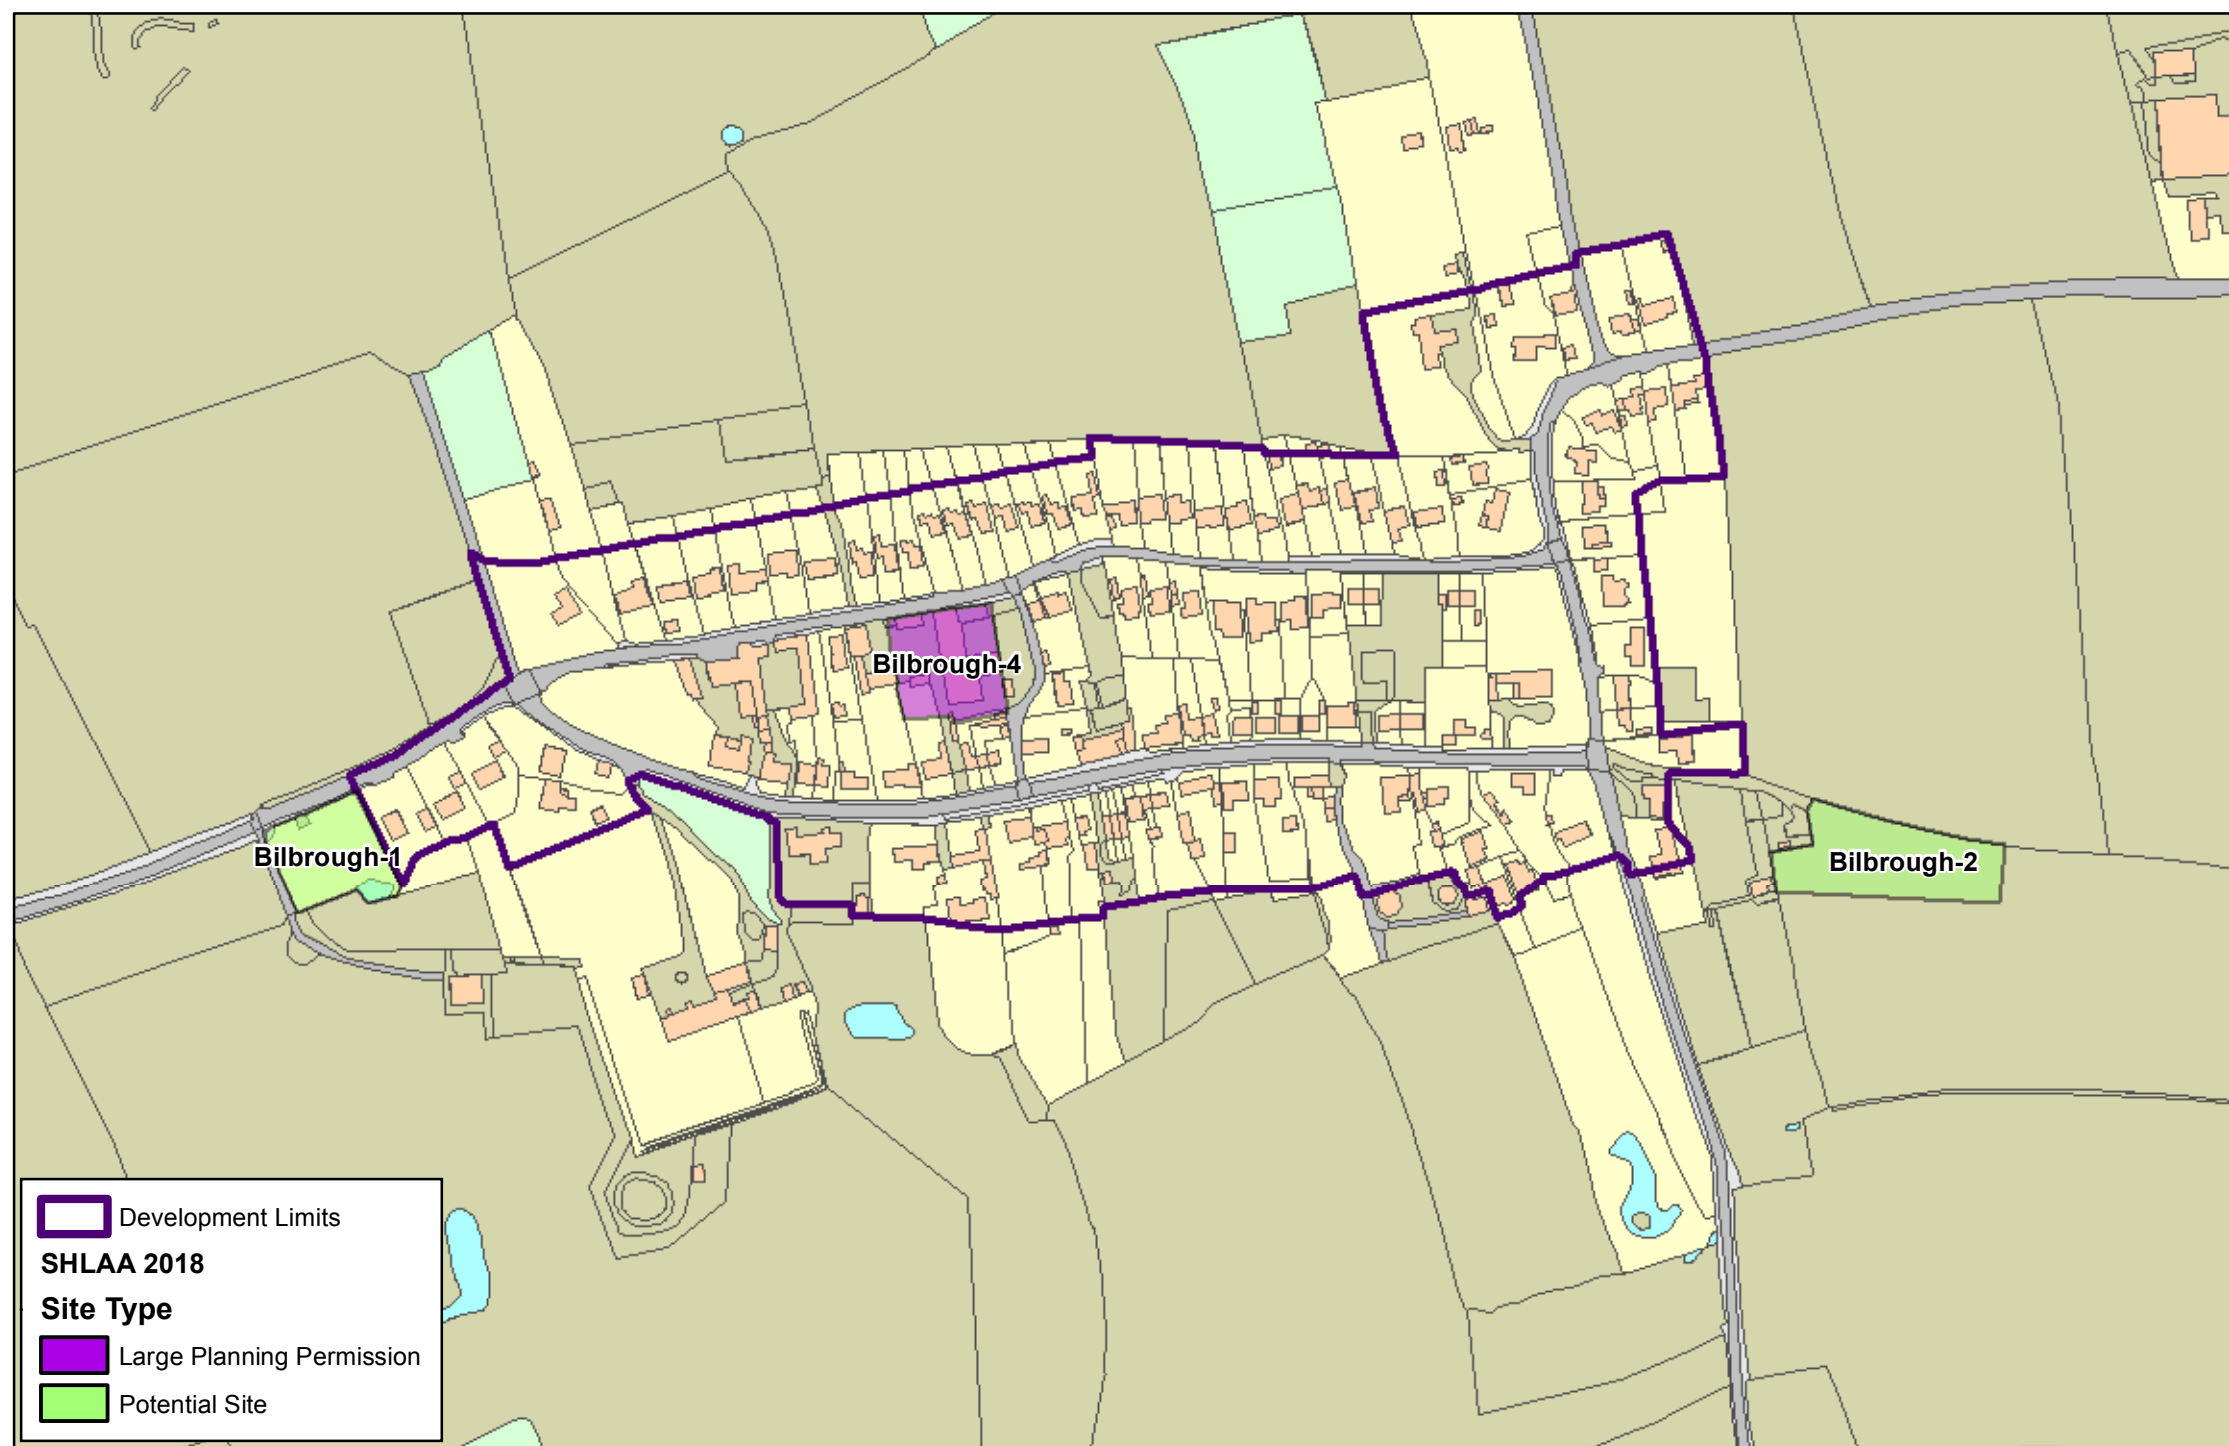 Bilbrough-4
Bilbrough-1
Bilbrough-2
Development Limits
SHLAA 2018
Site Type
Large Planning Permission
Potential Site